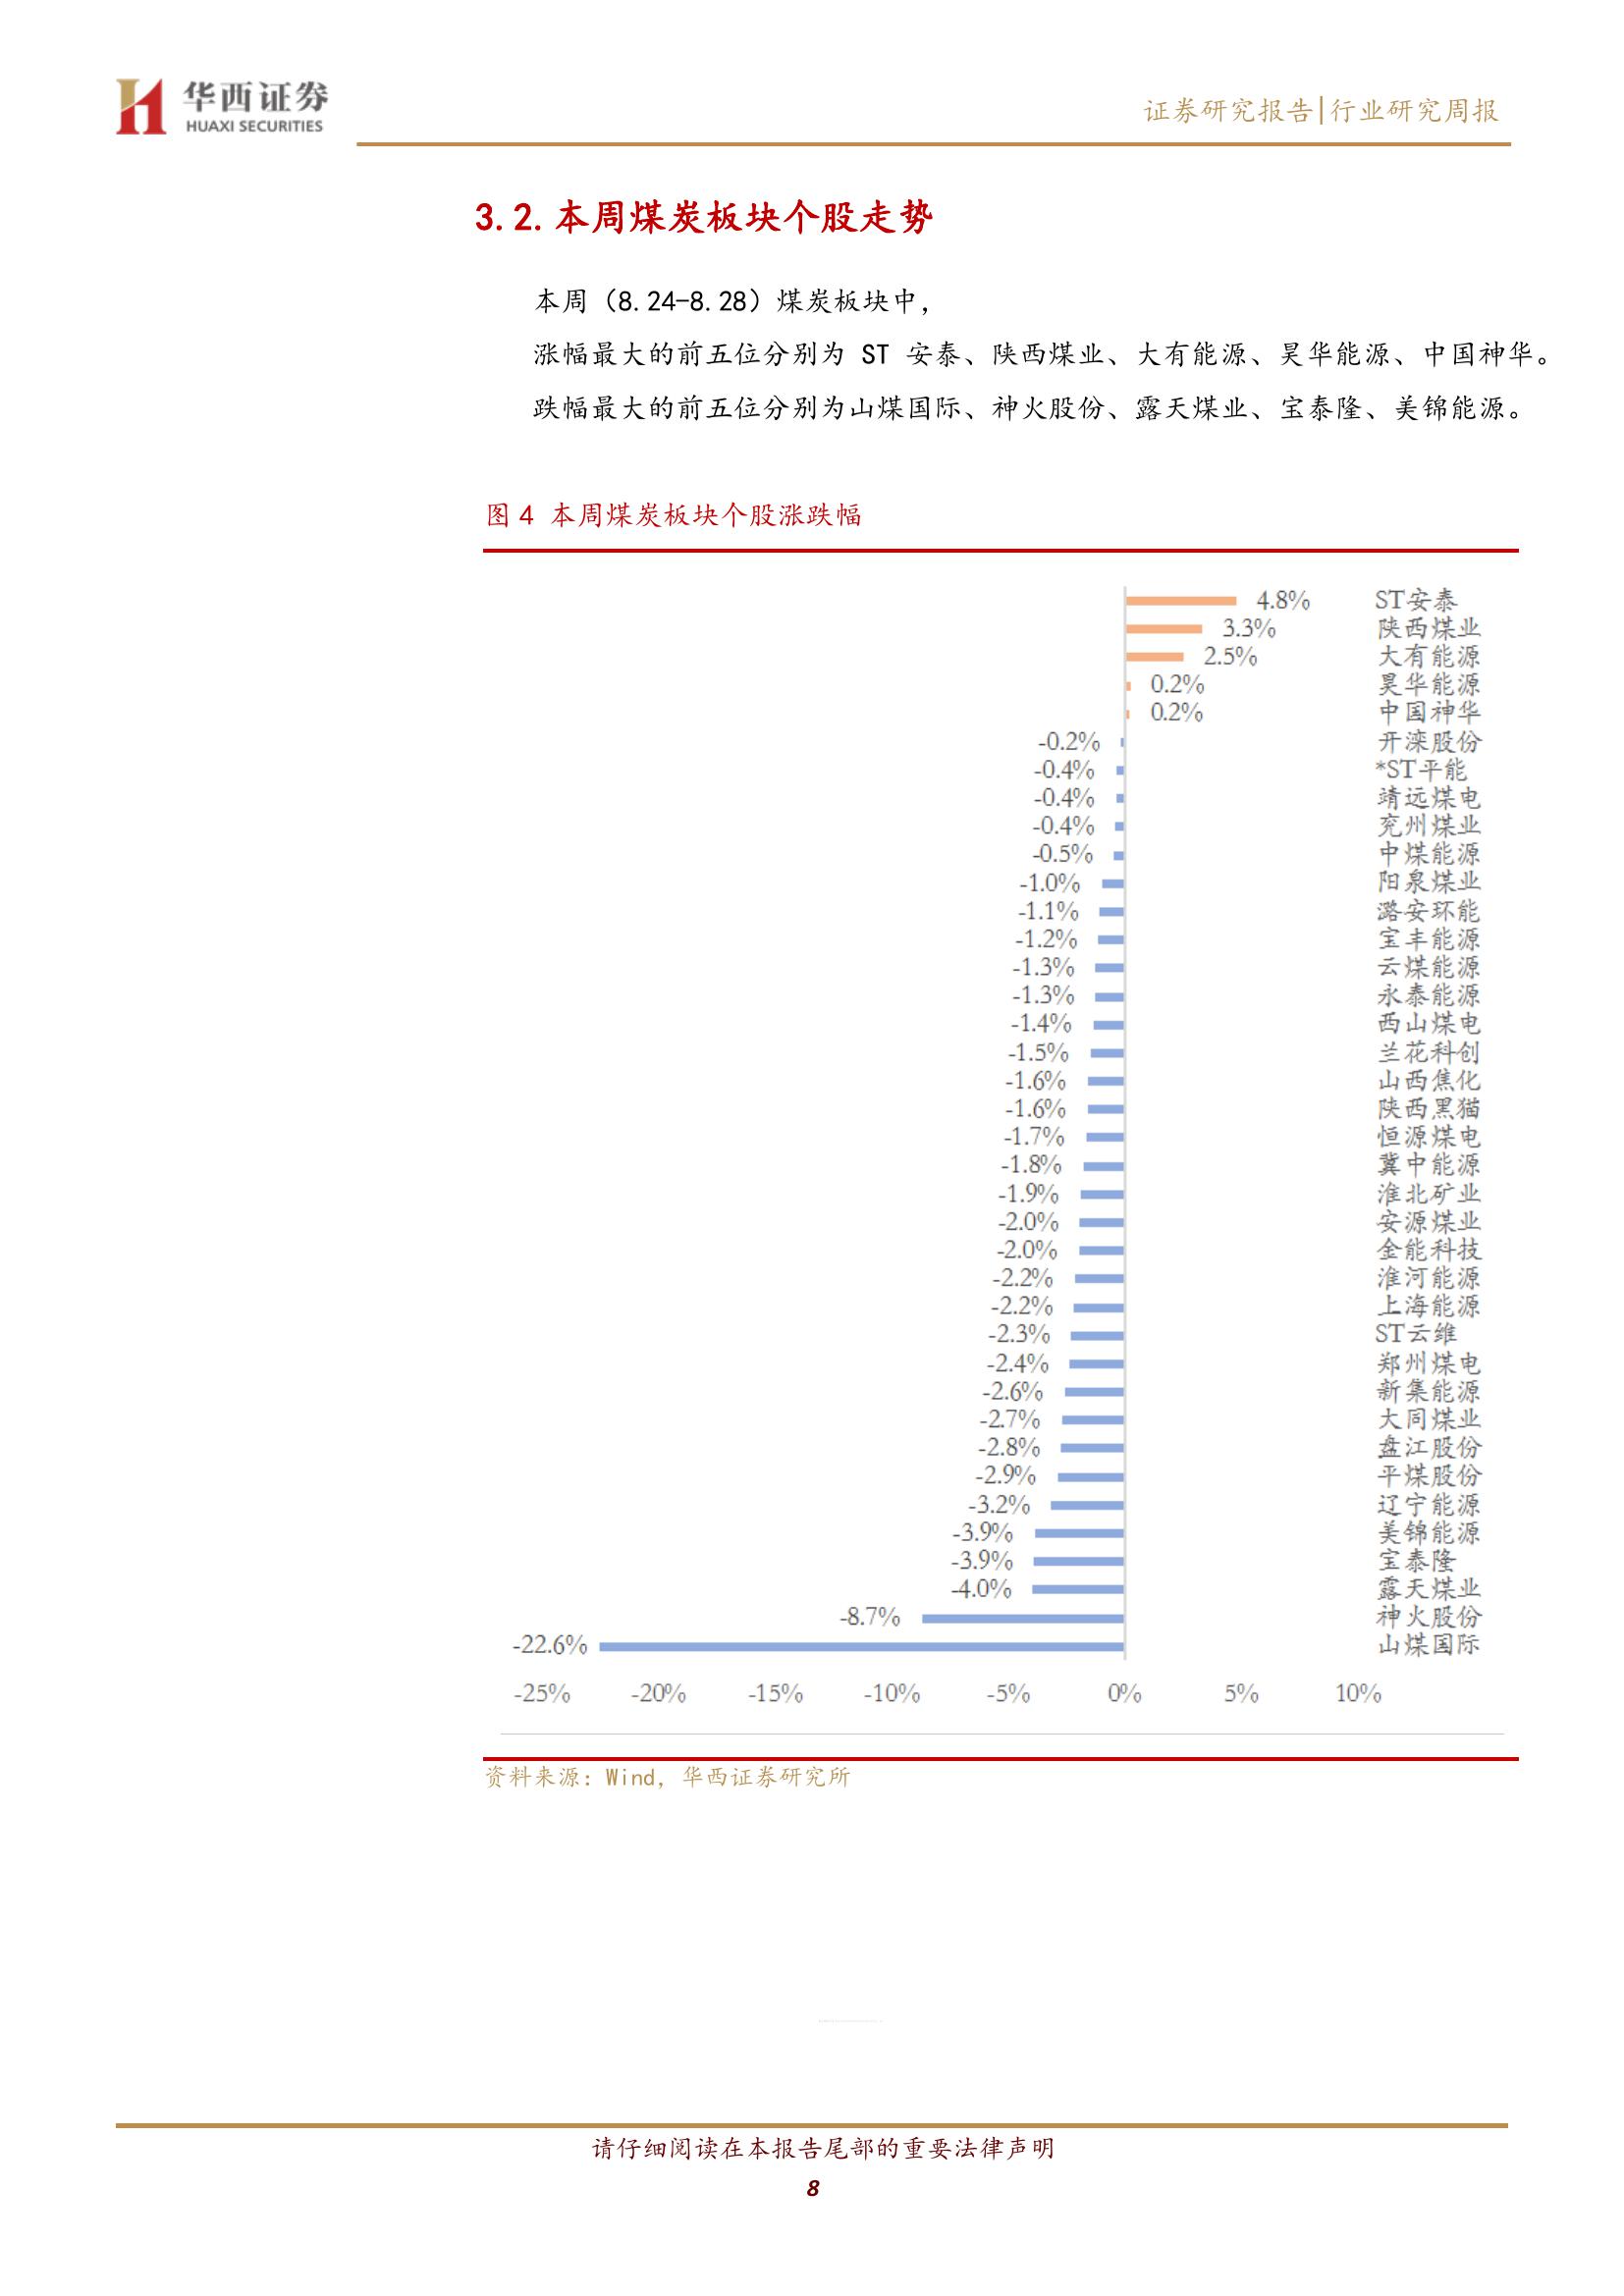 华西证券
HUAXI SECURITIES
证券研究报告|行业研究周报
3.2.本周煤炭板块个股走势
本周（8.24-8.28）煤炭板块中，
涨幅最大的前五位分别为 ST 安泰、陕西煤业、大有能源、昊华能源、中国神华。
跌幅最大的前五位分别为山煤国际、神火股份、露天煤业、宝泰隆、美锦能源。
图 4 本周煤炭板块个股涨跌幅
4.8% ST安泰
3.3% 陕西煤业
2.5% 大有能源
0.2% 昊华能源
0.2% 中国神华
-0.2% 开滦股份
-0.4% *ST平能
-0.4% 靖远煤电
-0.4% 兖州煤业
-0.5% 中煤能源
-1.0% 阳泉煤业
-1.1% 潞安环能
-1.2% 宝丰能源
-1.3% 云煤能源
-1.3% 永泰能源
-1.4% 西山煤电
-1.5% 兰花科创
-1.6% 山西焦化
-1.6% 陕西黑猫
-1.7% 恒源煤电
-1.8% 冀中能源
-1.9% 淮北矿业
-2.0% 安源煤业
-2.0% 金能科技
-2.2% 淮河能源
-2.2% 上海能源
-2.3% ST云维
-2.4% 郑州煤电
-2.6% 新集能源
-2.7% 大同煤业
-2.8% 盘江股份
-2.9% 平煤股份
-3.2% 辽宁能源
-3.9% 美锦能源
-3.9% 宝泰隆
-4.0% 露天煤业
-8.7% 神火股份
-22.6% 山煤国际
-25% -20% -15% -10% -5% 0% 5% 10%
资料来源：Wind，华西证券研究所
请仔细阅读在本报告尾部的重要法律声明
8